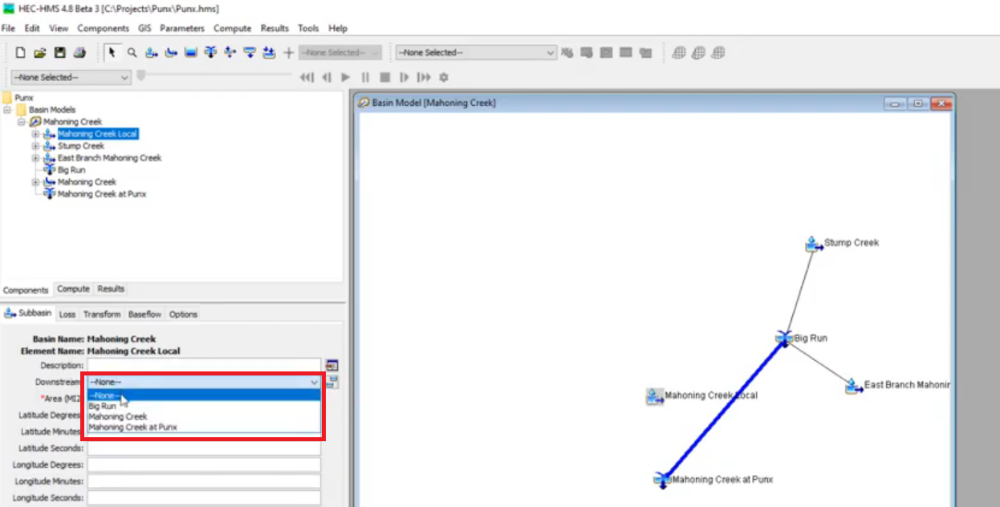 HEC-HMS 4.8 Beta 3 [C:\Projects\Punx\Punx.hms]
File Edit View Components GIS Parameters Compute Results Tools Help
--None Selected-- --None Selected--
--None Selected--
Punx
Basin Models
Mahoning Creek
Mahoning Creek Local
Stump Creek
East Branch Mahoning Creek
Big Run
Mahoning Creek
Mahoning Creek at Punx
Components Compute Results
Subbasin Loss Transform Baseflow Options
Basin Name: Mahoning Creek
Element Name: Mahoning Creek Local
Description:
Downstream --None--
*Area (MI2
--None--
Big Run
Mahoning Creek
Mahoning Creek at Punx
Latitude Degrees
Latitude Minutes
Latitude Seconds:
Longitude Degrees:
Longitude Minutes:
Longitude Seconds:
Basin Model [Mahoning Creek]
Stump Creek
Big Run
East Branch Mahonir
Mahoning Creek Local
Mahoning Creek at Punx